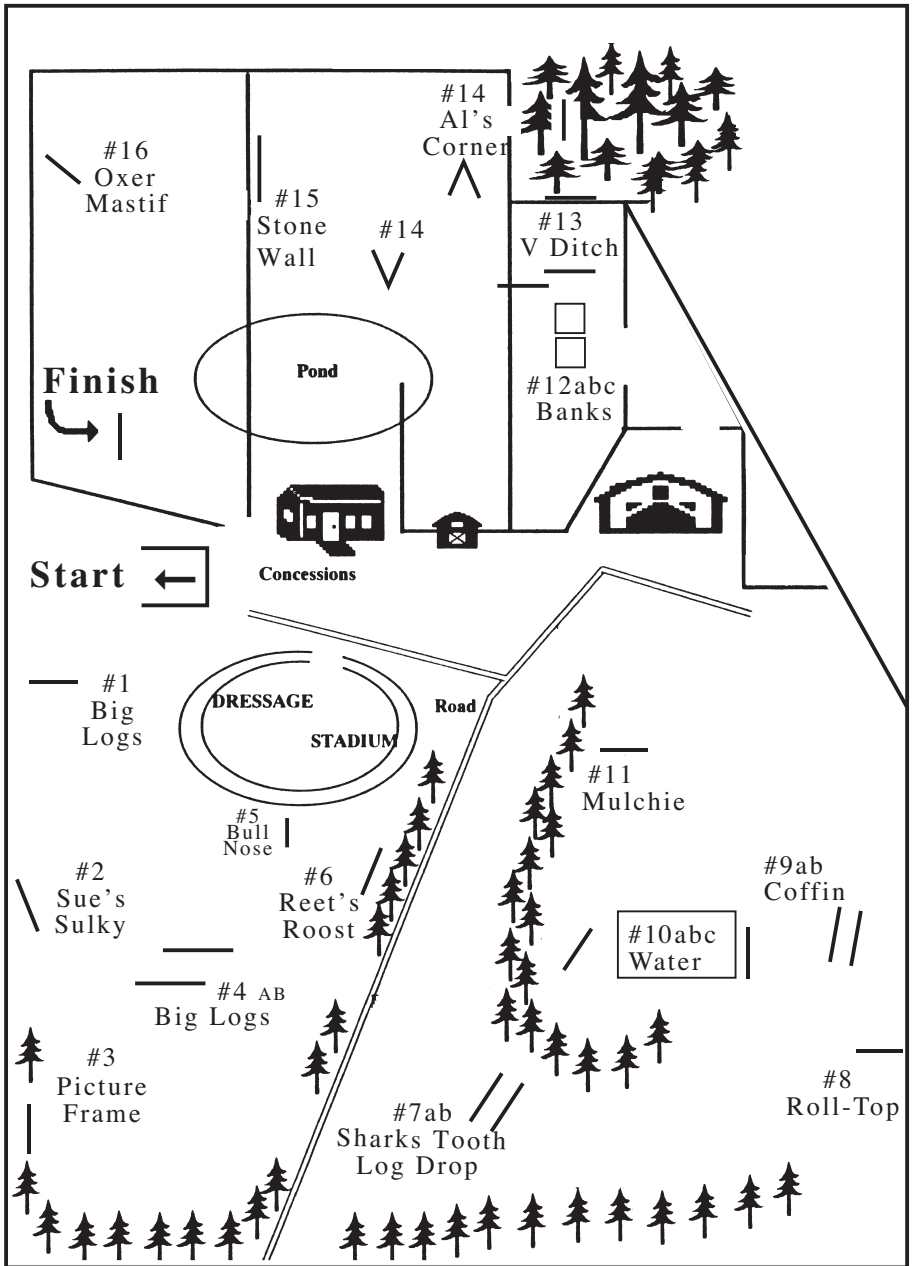 #14
Al's
Corner
#16
Oxer
Mastif
#15
Stone
Wall
#14
#13
V Ditch
Pond
Finish
#12abc
Banks
Start
Concessions
#1
Big
Logs
DRESSAGE
STADIUM
Road
#11
Mulchie
#5
Bull
Nose
#2
Sue's
Sulky
#6
Reet's
Roost
#9ab
Coffin
#10abc
Water
#4 AB
Big Logs
#3
Picture
Frame
#8
Roll-Top
#7ab
Sharks Tooth
Log Drop